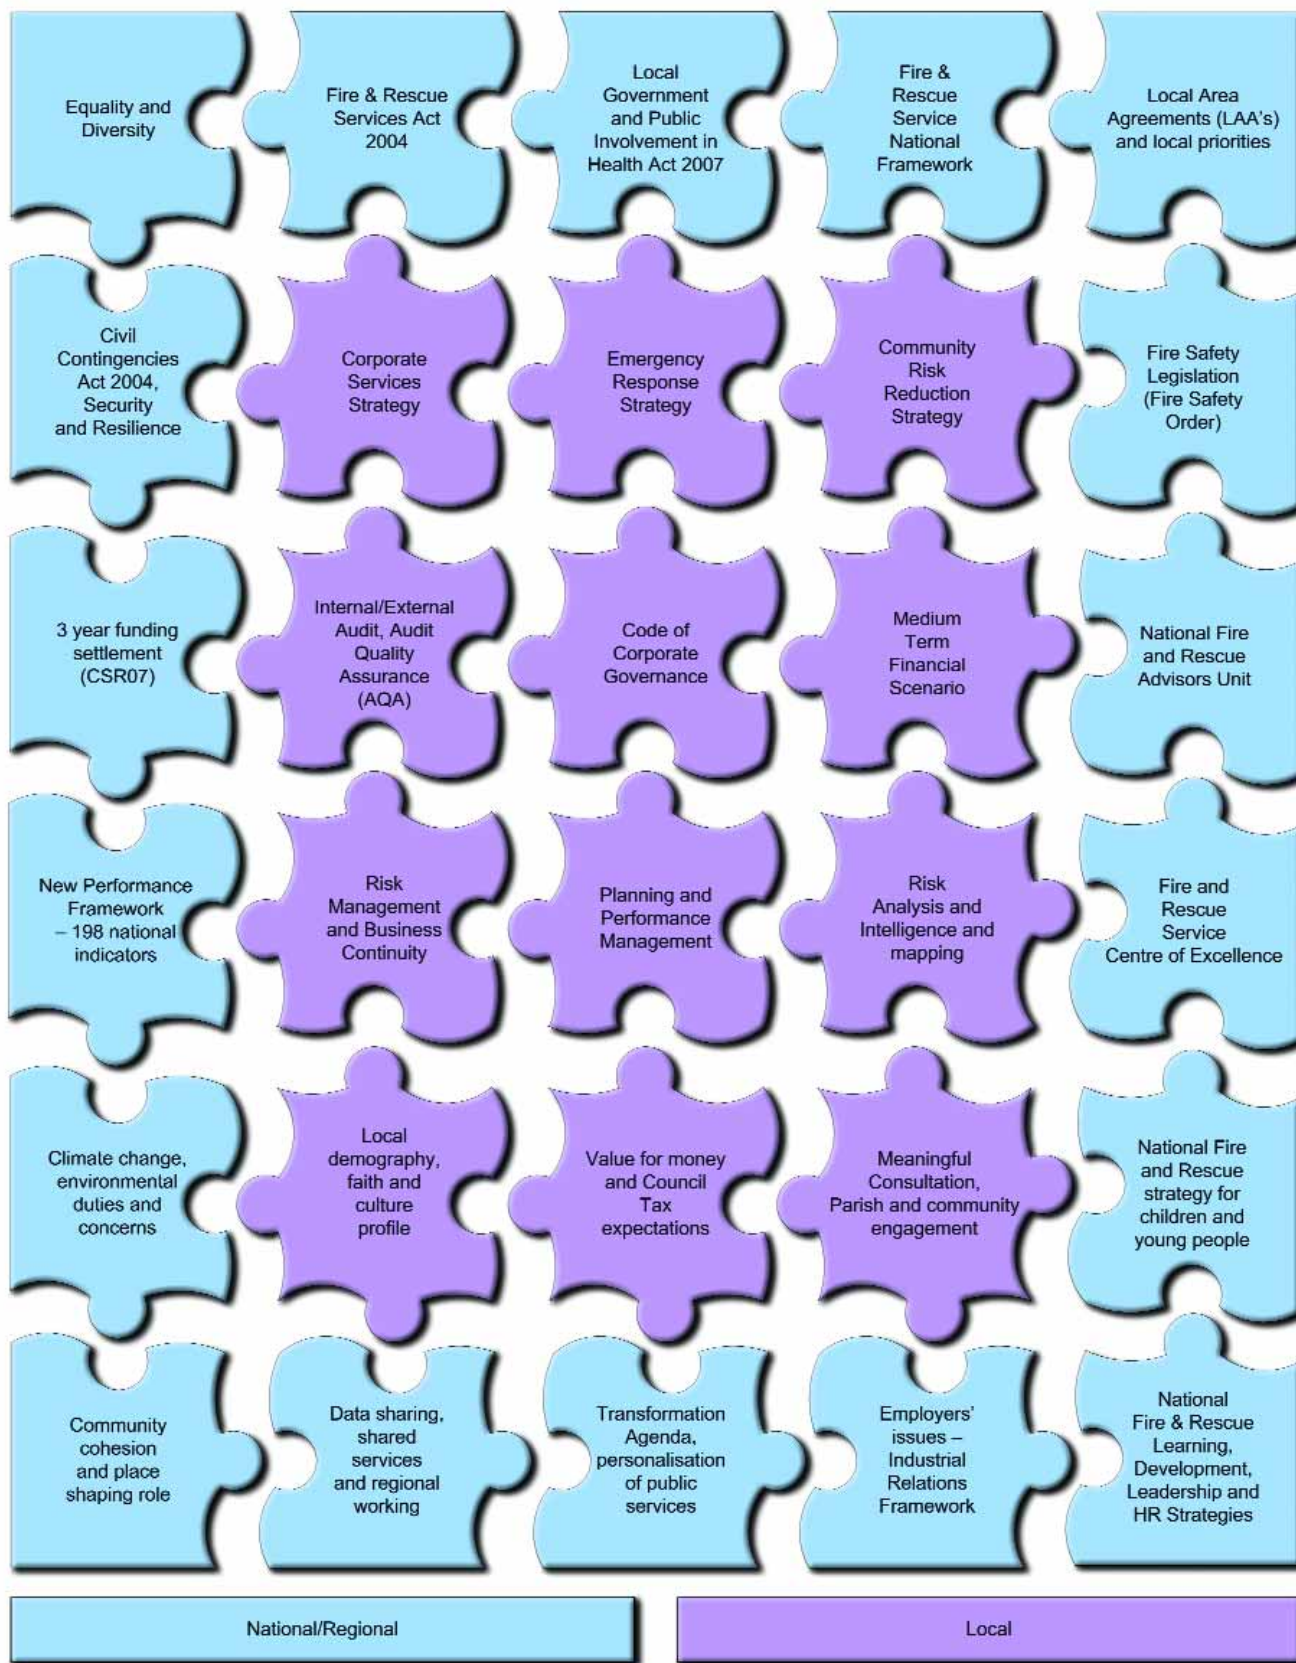 Equality and
Diversity
Fire & Rescue
Services Act
2004
Local
Government
and Public
Involvement in
Health Act 2007
Fire &
Rescue
Service
National
Framework
Local Area
Agreements (LAA's)
and local priorities
Civil
Contingencies
Act 2004,
Security
and Resilience
Corporate
Services
Strategy
Emergency
Response
Strategy
Community
Risk
Reduction
Strategy
Fire Safety
Legislation
(Fire Safety
Order)
3 year funding
settlement
(CSR07)
Internal/External
Audit, Audit
Quality
Assurance
(AQA)
Code of
Corporate
Governance
Medium
Term
Financial
Scenario
National Fire
and Rescue
Advisors Unit
New Performance
Framework
– 198 national
indicators
Risk
Management
and Business
Continuity
Planning and
Performance
Management
Risk
Analysis and
Intelligence and
mapping
Fire and
Rescue
Service
Centre of Excellence
Climate change,
environmental
duties and
concerns
Local
demography,
faith and
culture
profile
Value for money
and Council
Tax
expectations
Meaningful
Consultation,
Parish and community
engagement
National Fire
and Rescue
strategy for
children and
young people
Community
cohesion
and place
shaping role
Data sharing,
shared
services
and regional
working
Transformation
Agenda,
personalisation
of public
services
Employers'
issues –
Industrial
Relations
Framework
National
Fire & Rescue
Learning,
Development,
Leadership and
HR Strategies
National/Regional
Local